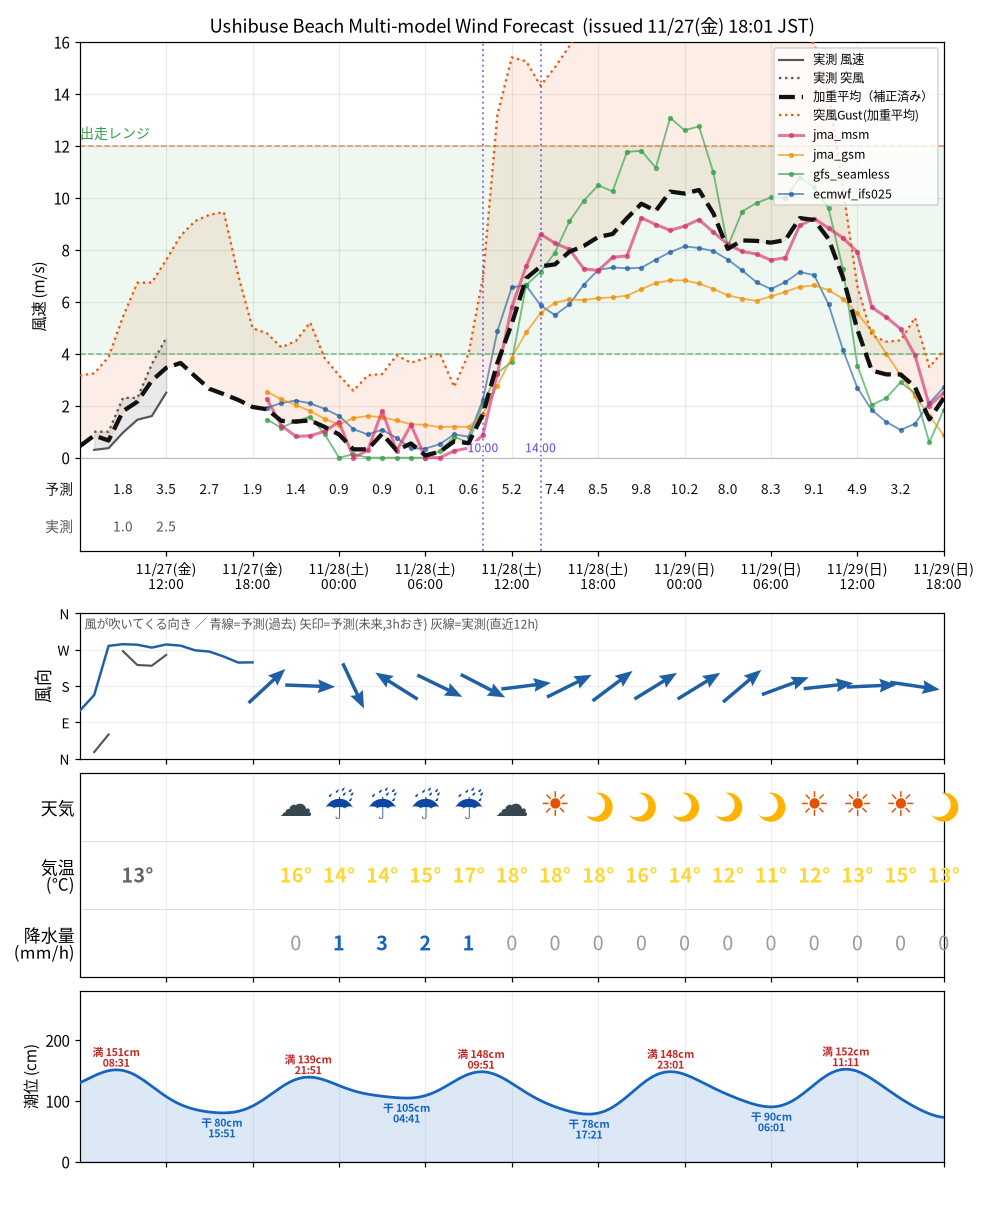 Ushibuse Beach Multi-model Wind Forecast (issued 11/27(金) 18:01 JST)
16
14
12
10
8
6
4
2
0
風速 (m/s)
出走レンジ
実測 風速
実測 突風
加重平均（補正済み）
突風Gust(加重平均)
jma_msm
jma_gsm
gfs_seamless
ecmwf_ifs025
10:00 14:00
予測 1.8 3.5 2.7 1.9 1.4 0.9 0.9 0.1 0.6 5.2 7.4 8.5 9.8 10.2 8.0 8.3 9.1 4.9 3.2
実測 1.0 2.5
11/27(金) 11/27(金) 11/28(土) 11/28(土) 11/28(土) 11/28(土) 11/29(日) 11/29(日) 11/29(日) 11/29(日)
12:00 18:00 00:00 06:00 12:00 18:00 00:00 06:00 12:00 18:00
風が吹いてくる向き ／ 青線=予測(過去) 矢印=予測(未来,3hおき) 灰線=実測(直近12h)
N
W
S
E
N
風向
天気
気温
(℃)
13° 16° 14° 14° 15° 17° 18° 18° 18° 16° 14° 12° 11° 12° 13° 15° 13°
降水量
(mm/h)
0 1 3 2 1 0 0 0 0 0 0 0 0 0 0 0
潮位 (cm)
200
100
0
満 151cm
08:31
干 80cm
15:51
満 139cm
21:51
干 105cm
04:41
満 148cm
09:51
干 78cm
17:21
満 148cm
23:01
干 90cm
06:01
満 152cm
11:11